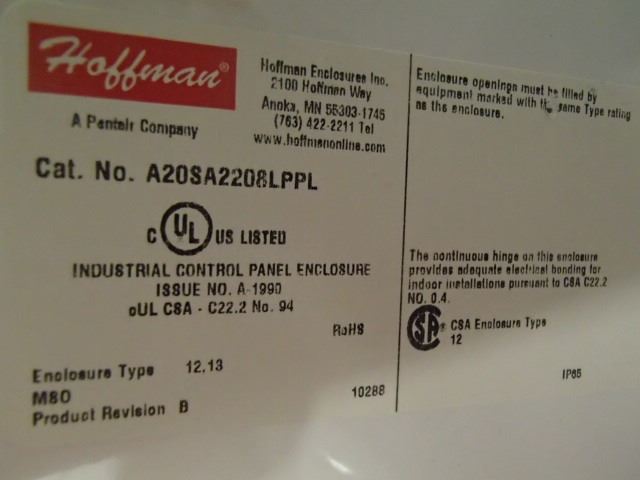 Hoffman®
A Pentair Company
Hoffman Enclosures Inc.
2100 Hoffman Way
Anoka, MN 55303-1745
(763) 422-2211 Tel
www.hoffmanonline.com
Cat. No. A20SA2208LPPL
C UL US LISTED
INDUSTRIAL CONTROL PANEL ENCLOSURE
ISSUE NO. A-1990
cUL CSA - C22.2 No. 94
RoHS
Enclosure Type 12,13
M80
Product Revision B
10288
Enclosure openings must be filled by
equipment marked with the same Type rating
as the enclosure.
The continuous hinge on this enclosure
provides adequate electrical bonding for
indoor installations pursuant to CSA C22.2
NO. 0.4.
CSA Enclosure Type
12
IP65